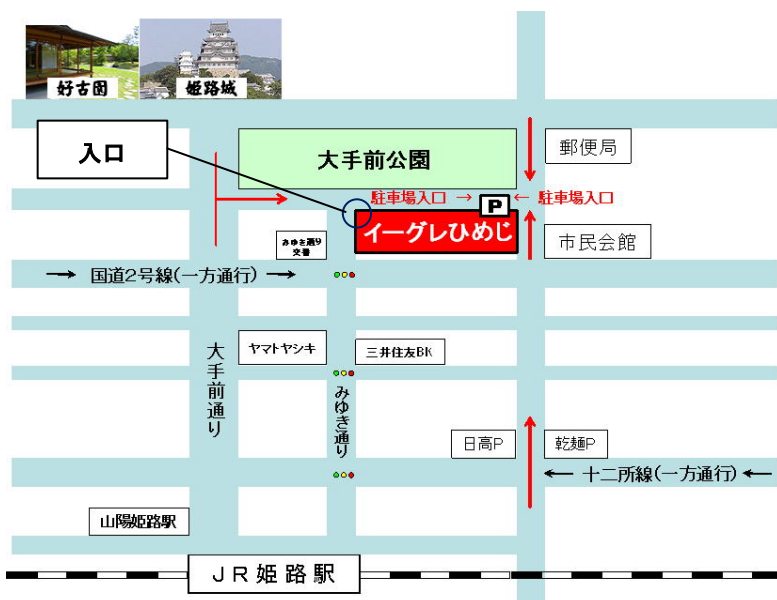 好古園
姫路城
入口
大手前公園
郵便局
駐車場入口 → P ← 駐車場入口
イーグレひめじ
市民会館
みゆき通り
交番
→ 国道2号線(一方通行) →
大手前通り
ヤマトヤシキ
三井住友BK
みゆき通り
日高P
乾麺P
← 十二所線(一方通行) ←
山陽姫路駅
JR姫路駅